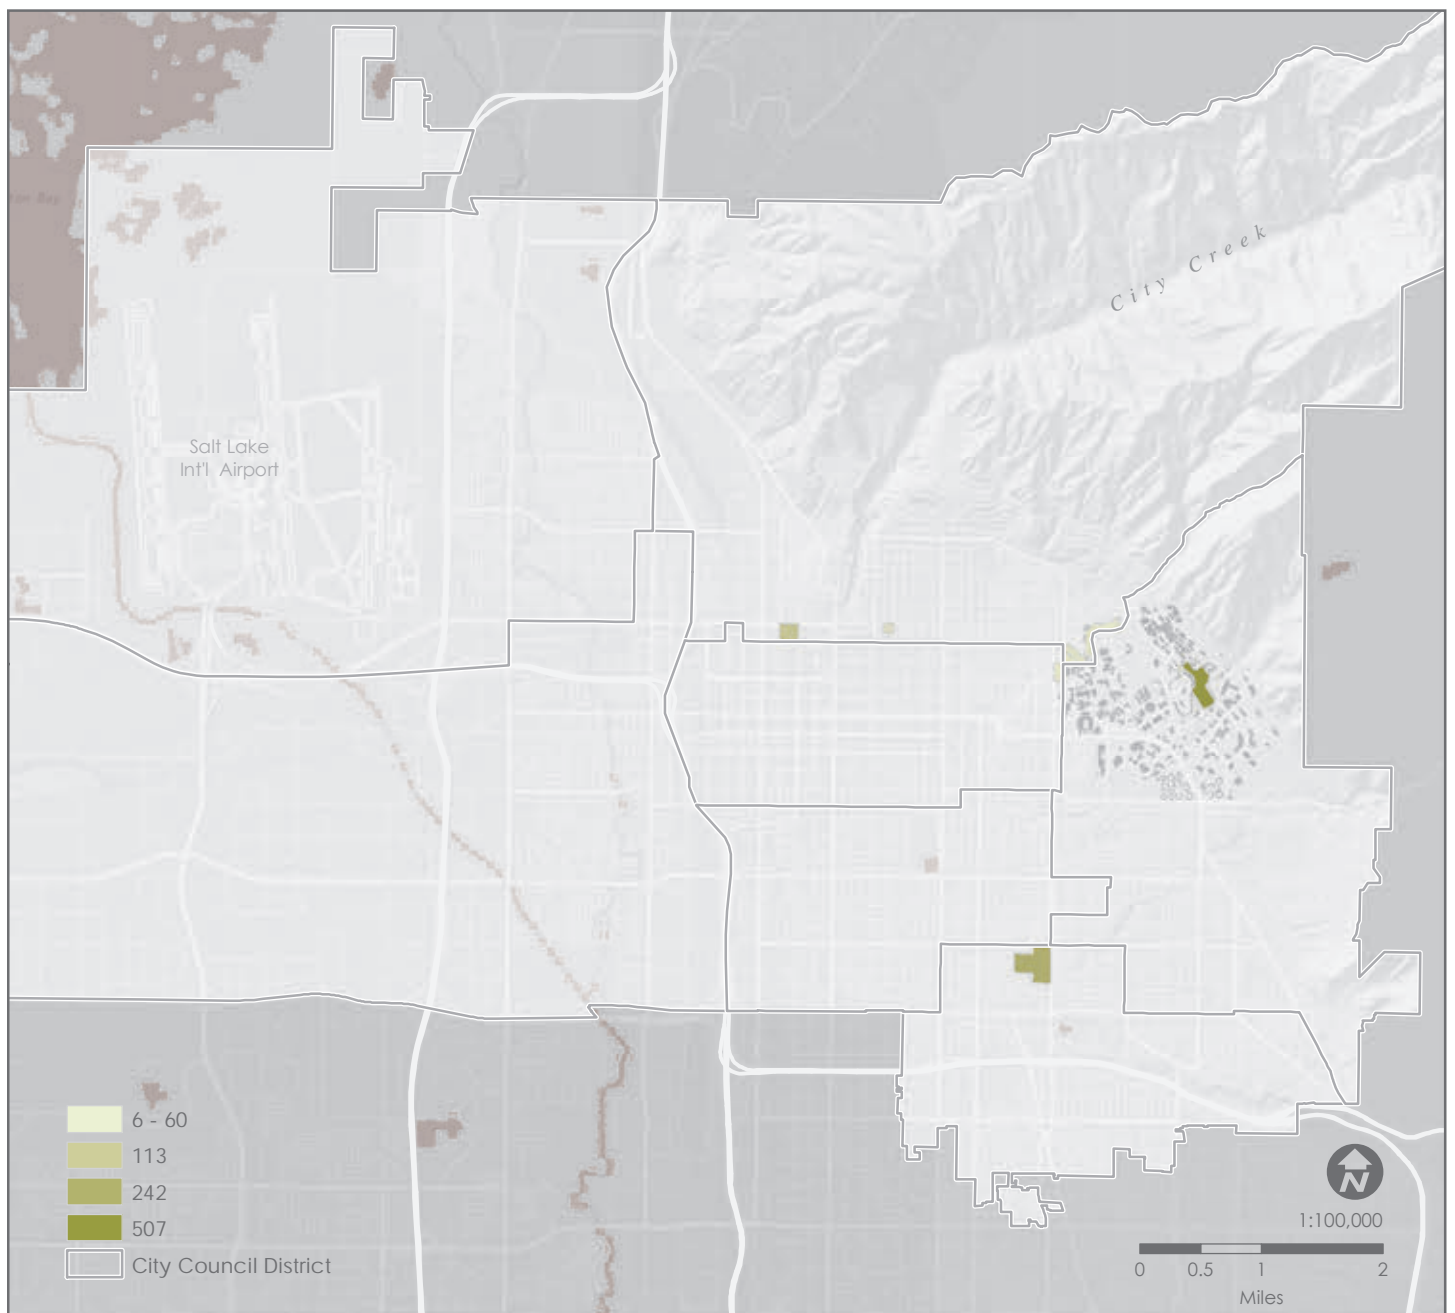 City Creek
Salt Lake
Int'l Airport
6 - 60
113
242
507
City Council District
N
1:100,000
0 0.5 1 2
Miles